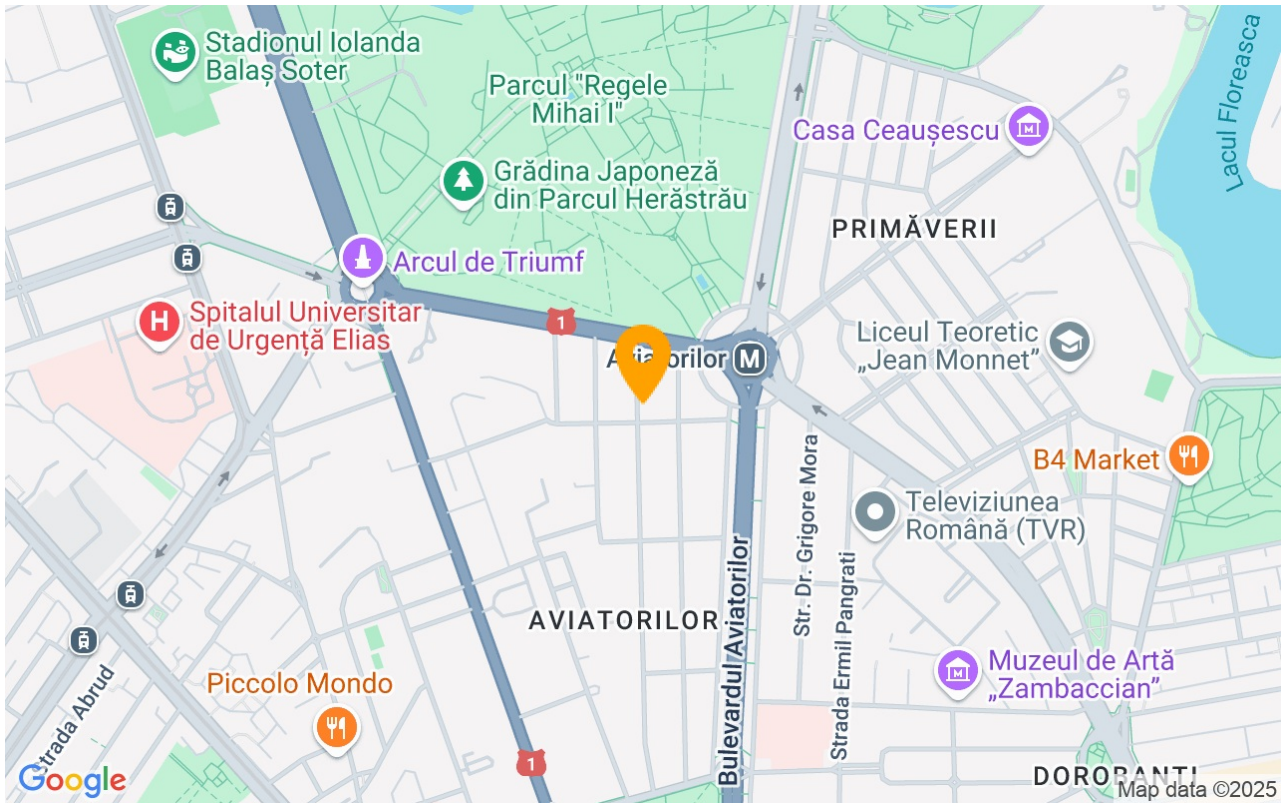 Stadionul Iolanda
Balaș Soter
Parcul "Regele
Mihai I"
Lacul Floreasca
Casa Ceaușescu
Grădina Japoneză
din Parcul Herăstrău
PRIMĂVERII
Arcul de Triumf
H
Spitalul Universitar
de Urgență Elias
1
Aviatorilor
M
Liceul Teoretic
„Jean Monnet”
B4 Market
Str. Dr. Grigore Mora
Televiziunea
Română (TVR)
Bulevardul Aviatorilor
Strada Ermil Pangrati
AVIATORILOR
Strada Abrud
Piccolo Mondo
Muzeul de Artă
„Zambaccian”
1
DOROBANȚI
Google
Map data ©2025